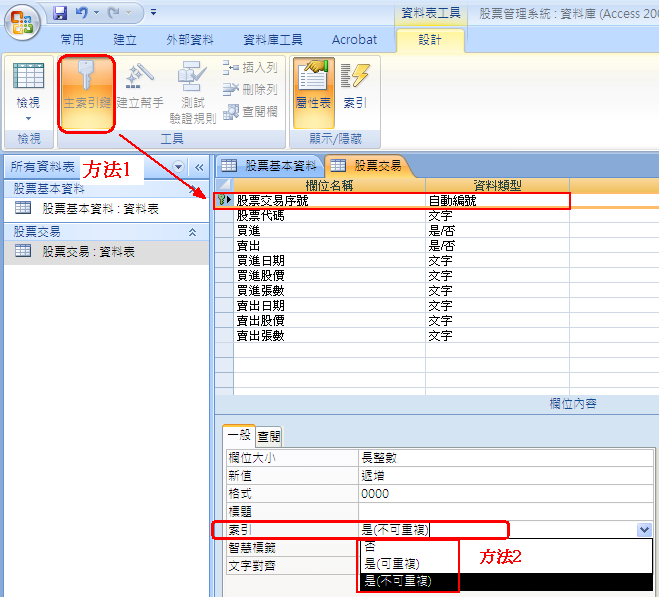 資料表工具
股票管理系統 : 資料庫 (Access 200
常用 建立 外部資料 資料庫工具 Acrobat 設計
檢視
主索引鍵
建立幫手
測試
驗證規則
插入列
刪除列
查閱欄
屬性表
索引
檢視 工具 顯示/隱藏
所有資料表 方法1 «
股票基本資料
股票基本資料 : 資料表
股票交易
股票交易 : 資料表
股票基本資料 股票交易
欄位名稱 資料類型
股票交易序號 自動編號
股票代碼 文字
買進 是/否
賣出 是/否
買進日期 文字
買進股價 文字
買進張數 文字
賣出日期 文字
賣出股價 文字
賣出張數 文字
欄位內容
一般 查閱
欄位大小 長整數
新值 遞增
格式 0000
標題
索引 是(不可重複)
智慧標籤 否
是(可重複) 方法2
文字對齊 是(不可重複)